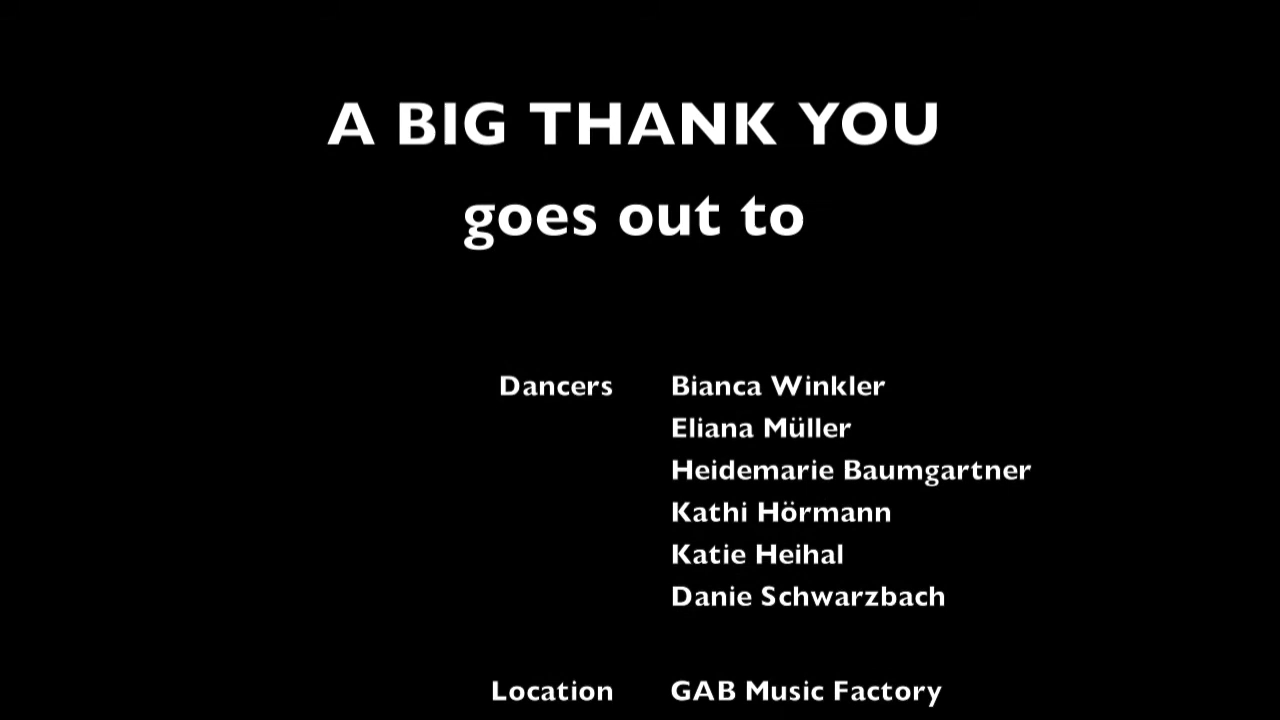 A BIG THANK YOU
goes out to
Dancers Bianca Winkler
Eliana Müller
Heidemarie Baumgartner
Kathi Hörmann
Katie Heihal
Danie Schwarzbach
Location GAB Music Factory